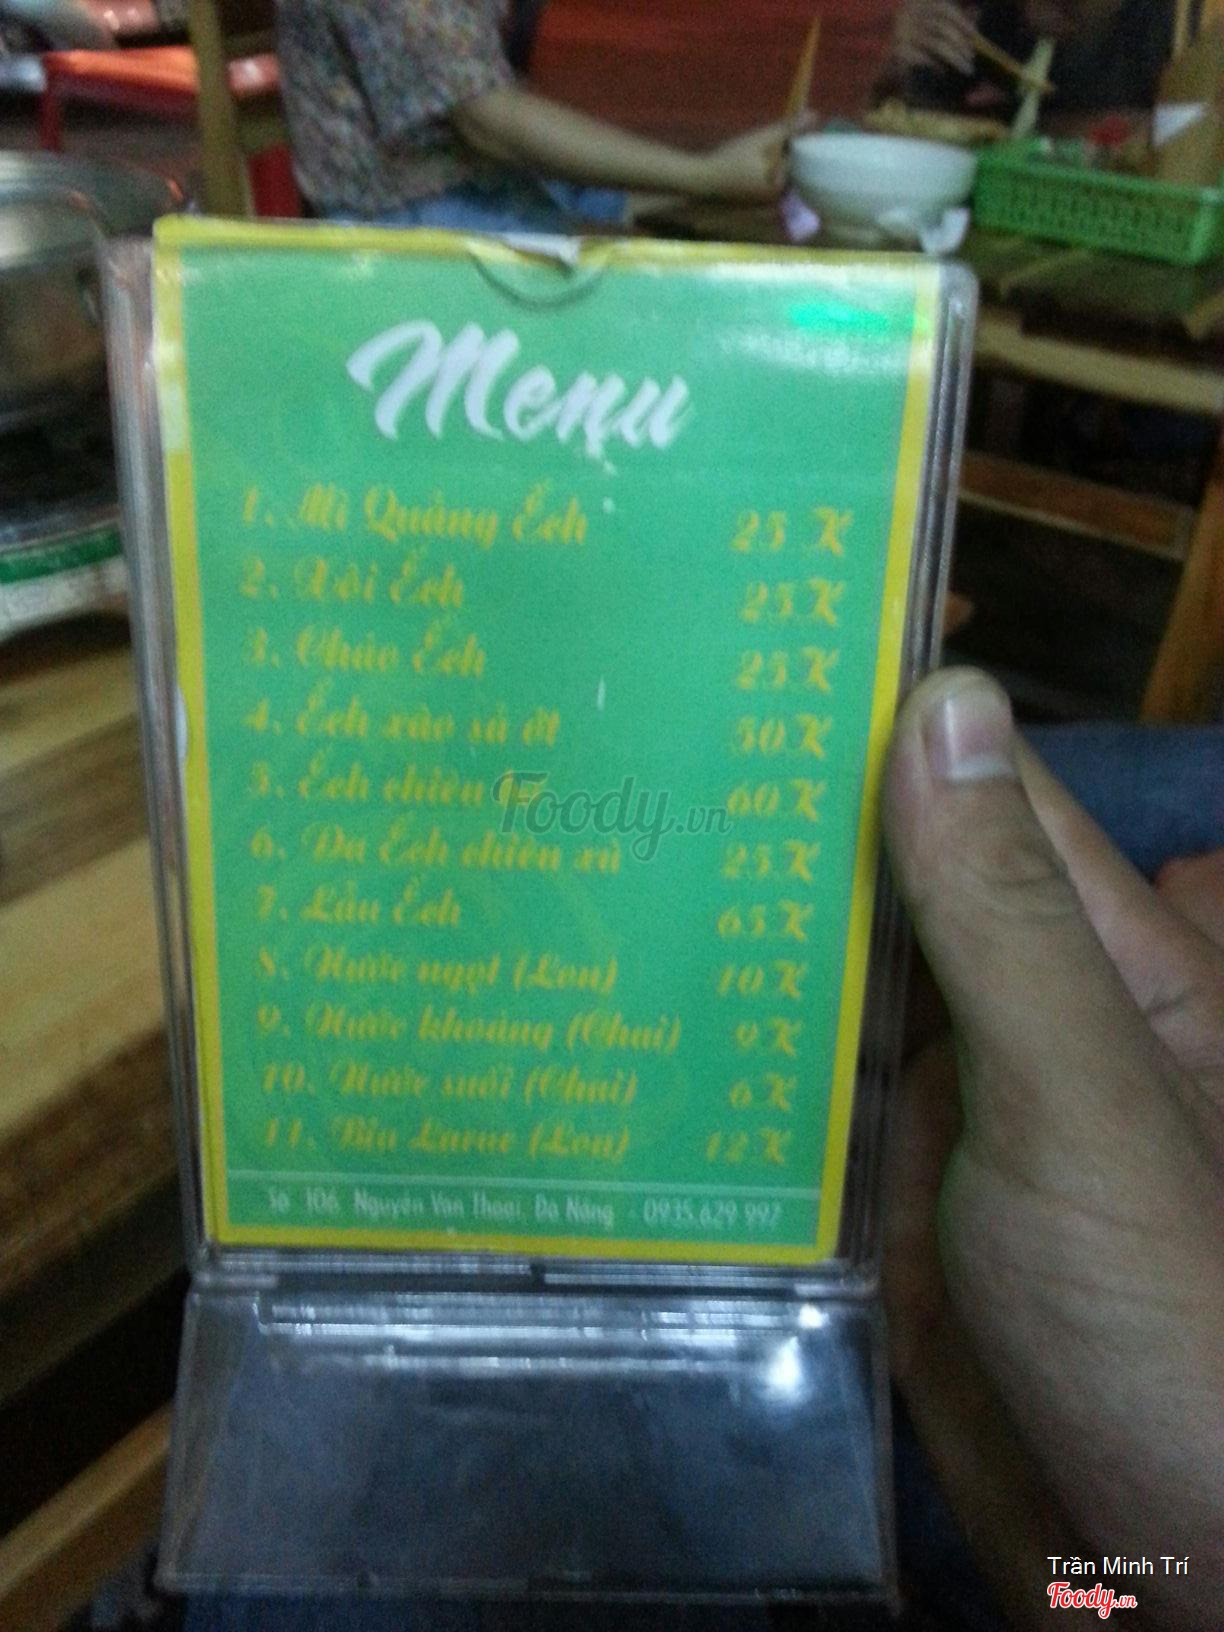 Menu
1. Mì Quảng Ếch 25 K
2. Xôi Ếch 25 K
3. Cháo Ếch 25 K
4. Ếch xào sả ớt 50 K
5. Ếch chiên 60 K
6. Da Ếch chiên xù 25 K
7. Lẩu Ếch 65 K
8. Nước ngọt (Lon) 10 K
9. Nước khoáng (Chai) 9 K
10. Nước suối (Chai) 6 K
11. Bia Larue (Lon) 12 K
Số 106 Nguyễn Văn Thoại, Đà Nẵng - 0935.629.997
Foody.vn
Trần Minh Trí
Foody.vn